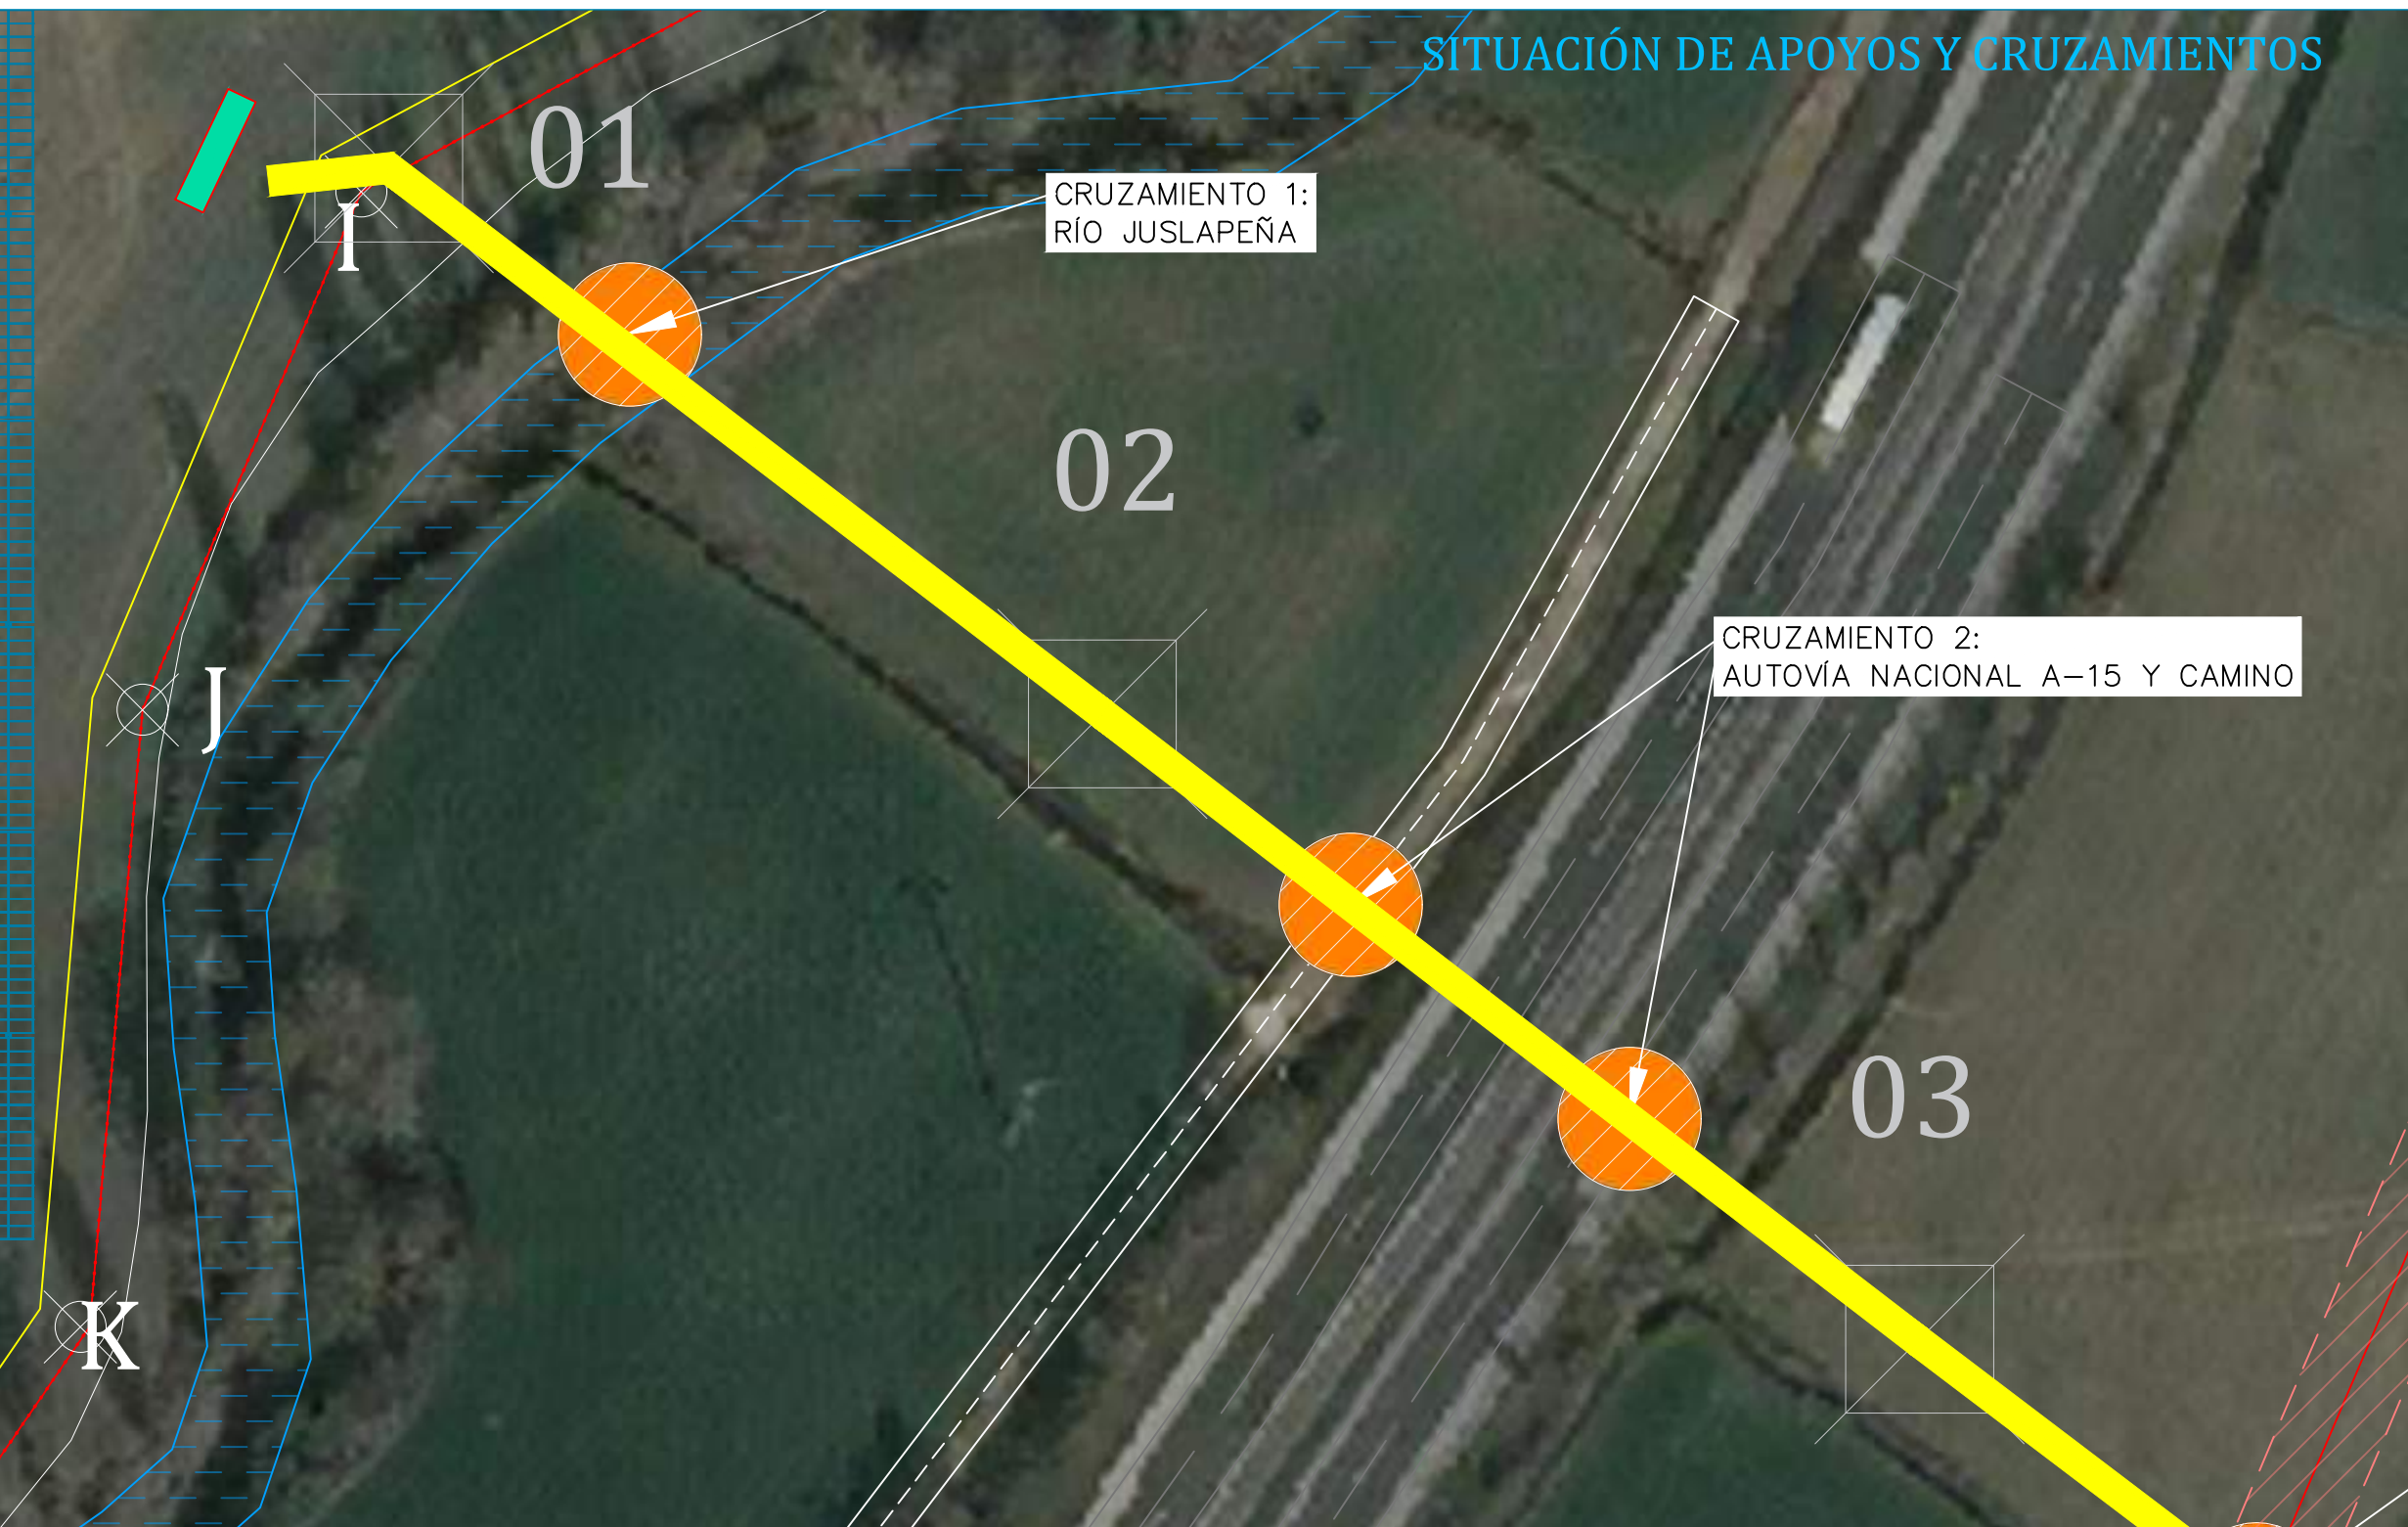 SITUACIÓN DE APOYOS Y CRUZAMIENTOS
01
CRUZAMIENTO 1:
RÍO JUSLAPEÑA
I
02
CRUZAMIENTO 2:
AUTOVÍA NACIONAL A-15 Y CAMINO
J
03
K